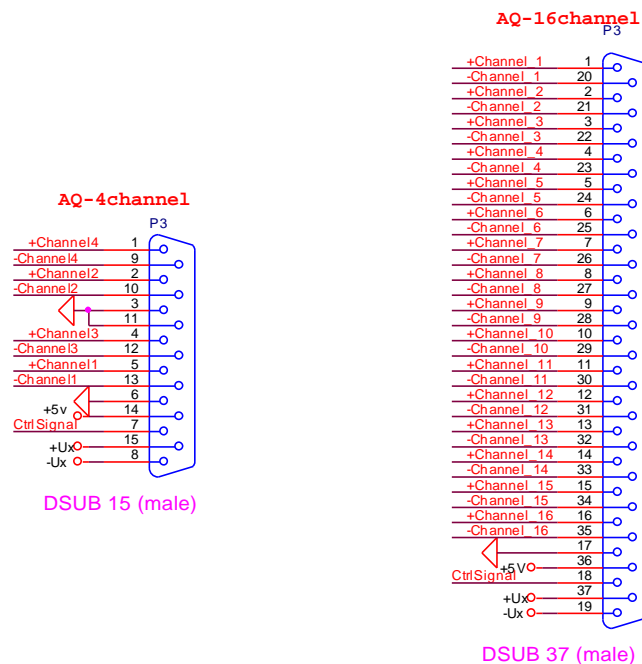 AQ-16channel
P3
+Channel_1 1
-Channel_1 20
+Channel_2 2
-Channel_2 21
+Channel_3 3
-Channel_3 22
+Channel_4 4
-Channel_4 23
+Channel_5 5
-Channel_5 24
+Channel_6 6
-Channel_6 25
+Channel_7 7
-Channel_7 26
+Channel_8 8
-Channel_8 27
+Channel_9 9
-Channel_9 28
+Channel_10 10
-Channel_10 29
+Channel_11 11
-Channel_11 30
+Channel_12 12
-Channel_12 31
+Channel_13 13
-Channel_13 32
+Channel_14 14
-Channel_14 33
+Channel_15 15
-Channel_15 34
+Channel_16 16
-Channel_16 35
17
+5V 36
CtrlSignal 18
+Ux 37
-Ux 19
DSUB 37 (male)
AQ-4channel
P3
+Channel4 1
-Channel4 9
+Channel2 2
-Channel2 10
3
11
+Channel3 4
-Channel3 12
+Channel1 5
-Channel1 13
6
+5v 14
CtrlSignal 7
+Ux 15
-Ux 8
DSUB 15 (male)